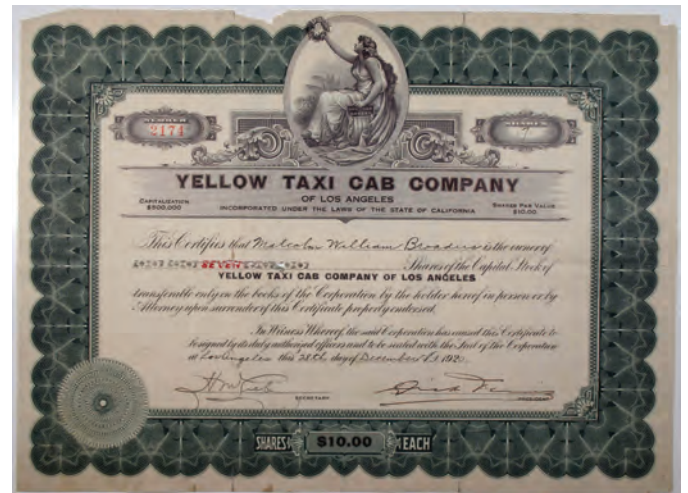 NUMBER
2174
SHARES
7
YELLOW TAXI CAB COMPANY
OF LOS ANGELES
CAPITALIZATION
$500,000
INCORPORATED UNDER THE LAWS OF THE STATE OF CALIFORNIA
SHARES PAR VALUE
$10.00
This Certifies that Malcolm William is the owner of
SEVEN Shares of the Capital Stock of
YELLOW TAXI CAB COMPANY OF LOS ANGELES
transferable only on the books of the Corporation by the holder hereof in person or by
Attorney upon surrender of this Certificate properly endorsed.
In Witness Whereof, the said Corporation has caused this Certificate to
be signed by its duly authorized officers and to be sealed with the Seal of the Corporation
at Los Angeles this 28th day of December
SECRETARY
PRESIDENT
SHARES $10.00 EACH